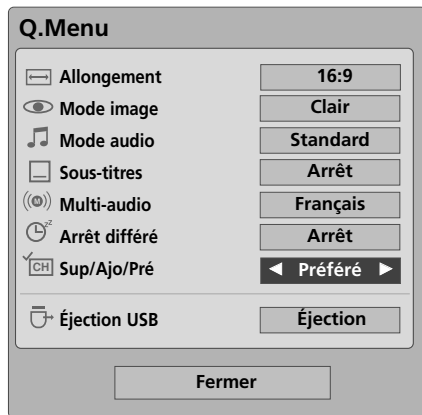 Q.Menu
Allongement 16:9
Mode image Clair
Mode audio Standard
Sous-titres Arrêt
((M)) Multi-audio Français
zz Arrêt différé Arrêt
CH Sup/Ajo/Pré ◀ Préféré ▶
Éjection USB Éjection
Fermer